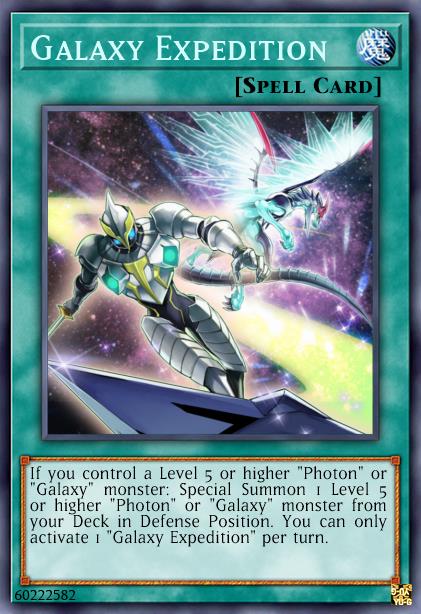 Galaxy Expedition
魔
[Spell Card]
If you control a Level 5 or higher "Photon" or
"Galaxy" monster: Special Summon 1 Level 5
or higher "Photon" or "Galaxy" monster from
your Deck in Defense Position. You can only
activate 1 "Galaxy Expedition" per turn.
60222582